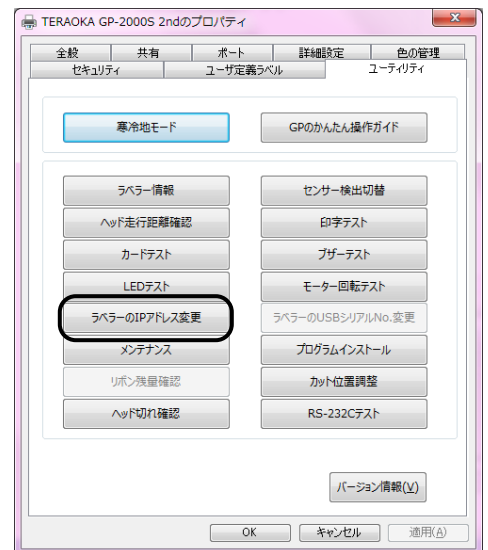 TERAOKA GP-2000S 2ndのプロパティ
全般 共有 ポート 詳細設定 色の管理
セキュリティ ユーザ定義ラベル ユーティリティ
寒冷地モード GPのかんたん操作ガイド
ラベラー情報 センサー検出切替
ヘッド走行距離確認 印字テスト
カードテスト ブザーテスト
LEDテスト モーター回転テスト
ラベラーのIPアドレス変更 ラベラーのUSBシリアルNo.変更
メンテナンス プログラムインストール
リボン残量確認 カット位置調整
ヘッド切れ確認 RS-232Cテスト
バージョン情報(V)
OK キャンセル 適用(A)